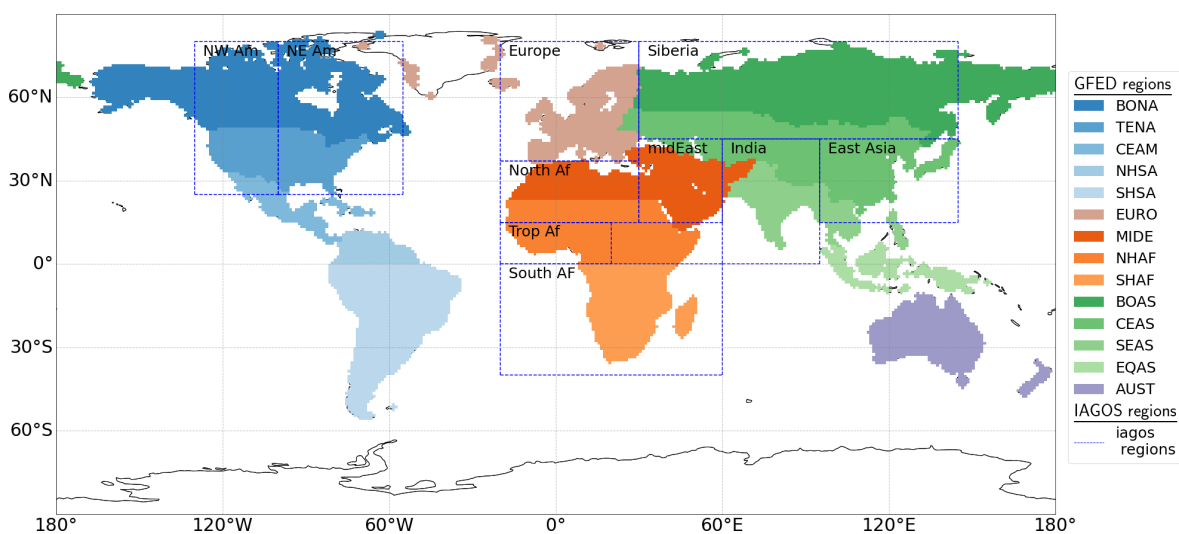 NW Am NE Am Europe Siberia
midEast India East Asia
North Af
Trop Af
South AF
60°N
30°N
0°
30°S
60°S
180° 120°W 60°W 0° 60°E 120°E 180°
GFED regions
BONA
TENA
CEAM
NHSA
SHSA
EURO
MIDE
NHAF
SHAF
BOAS
CEAS
SEAS
EQAS
AUST
IAGOS regions
iagos
regions